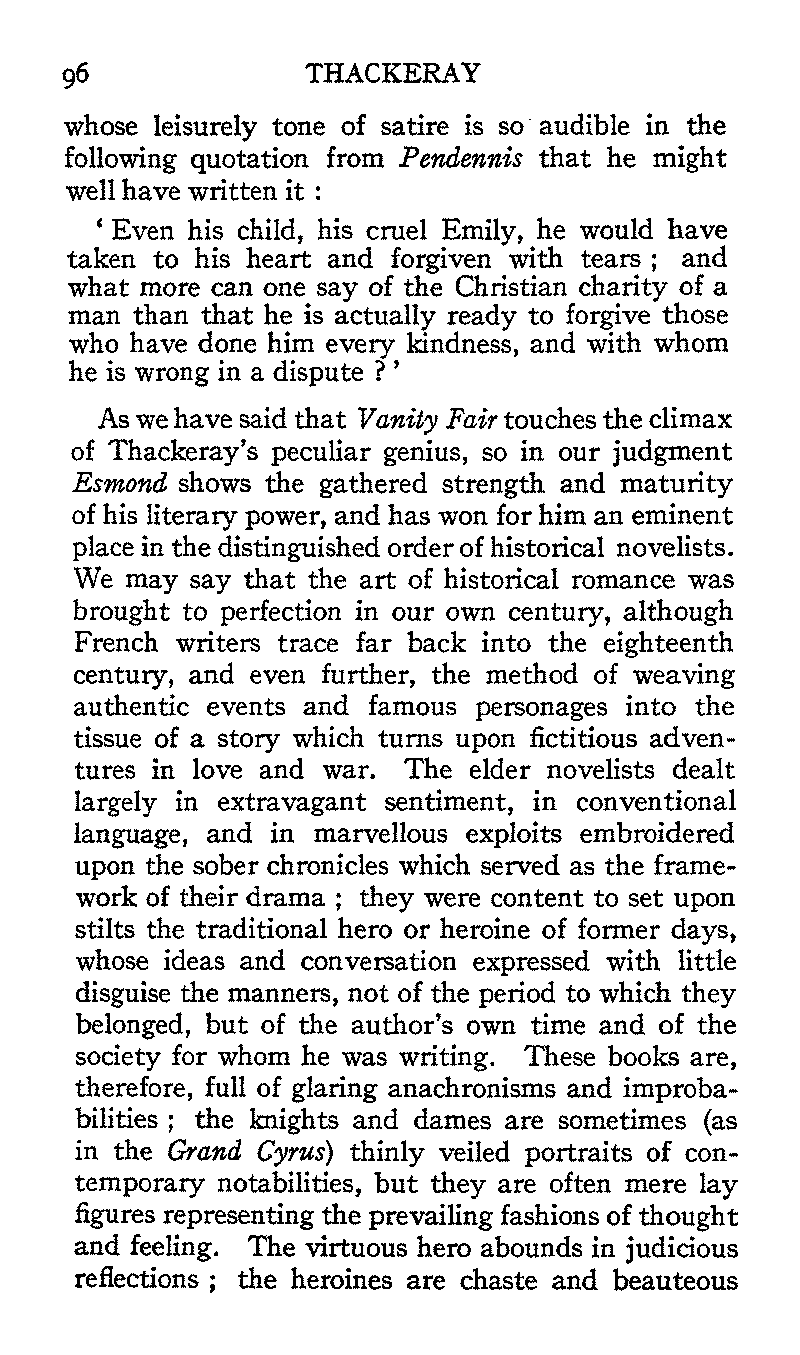 96 THACKERAY
whose leisurely tone of satire is so audible in the
following quotation from Pendennis that he might
well have written it :
‘ Even his child, his cruel Emily, he would have
taken to his heart and forgiven with tears ; and
what more can one say of the Christian charity of a
man than that he is actually ready to forgive those
who have done him every kindness, and with whom
he is wrong in a dispute ? ’
As we have said that Vanity Fair touches the climax
of Thackeray’s peculiar genius, so in our judgment
Esmond shows the gathered strength and maturity
of his literary power, and has won for him an eminent
place in the distinguished order of historical novelists.
We may say that the art of historical romance was
brought to perfection in our own century, although
French writers trace far back into the eighteenth
century, and even further, the method of weaving
authentic events and famous personages into the
tissue of a story which turns upon fictitious adven-
tures in love and war. The elder novelists dealt
largely in extravagant sentiment, in conventional
language, and in marvellous exploits embroidered
upon the sober chronicles which served as the frame-
work of their drama ; they were content to set upon
stilts the traditional hero or heroine of former days,
whose ideas and conversation expressed with little
disguise the manners, not of the period to which they
belonged, but of the author’s own time and of the
society for whom he was writing. These books are,
therefore, full of glaring anachronisms and improba-
bilities ; the knights and dames are sometimes (as
in the Grand Cyrus) thinly veiled portraits of con-
temporary notabilities, but they are often mere lay
figures representing the prevailing fashions of thought
and feeling. The virtuous hero abounds in judicious
reflections ; the heroines are chaste and beauteous